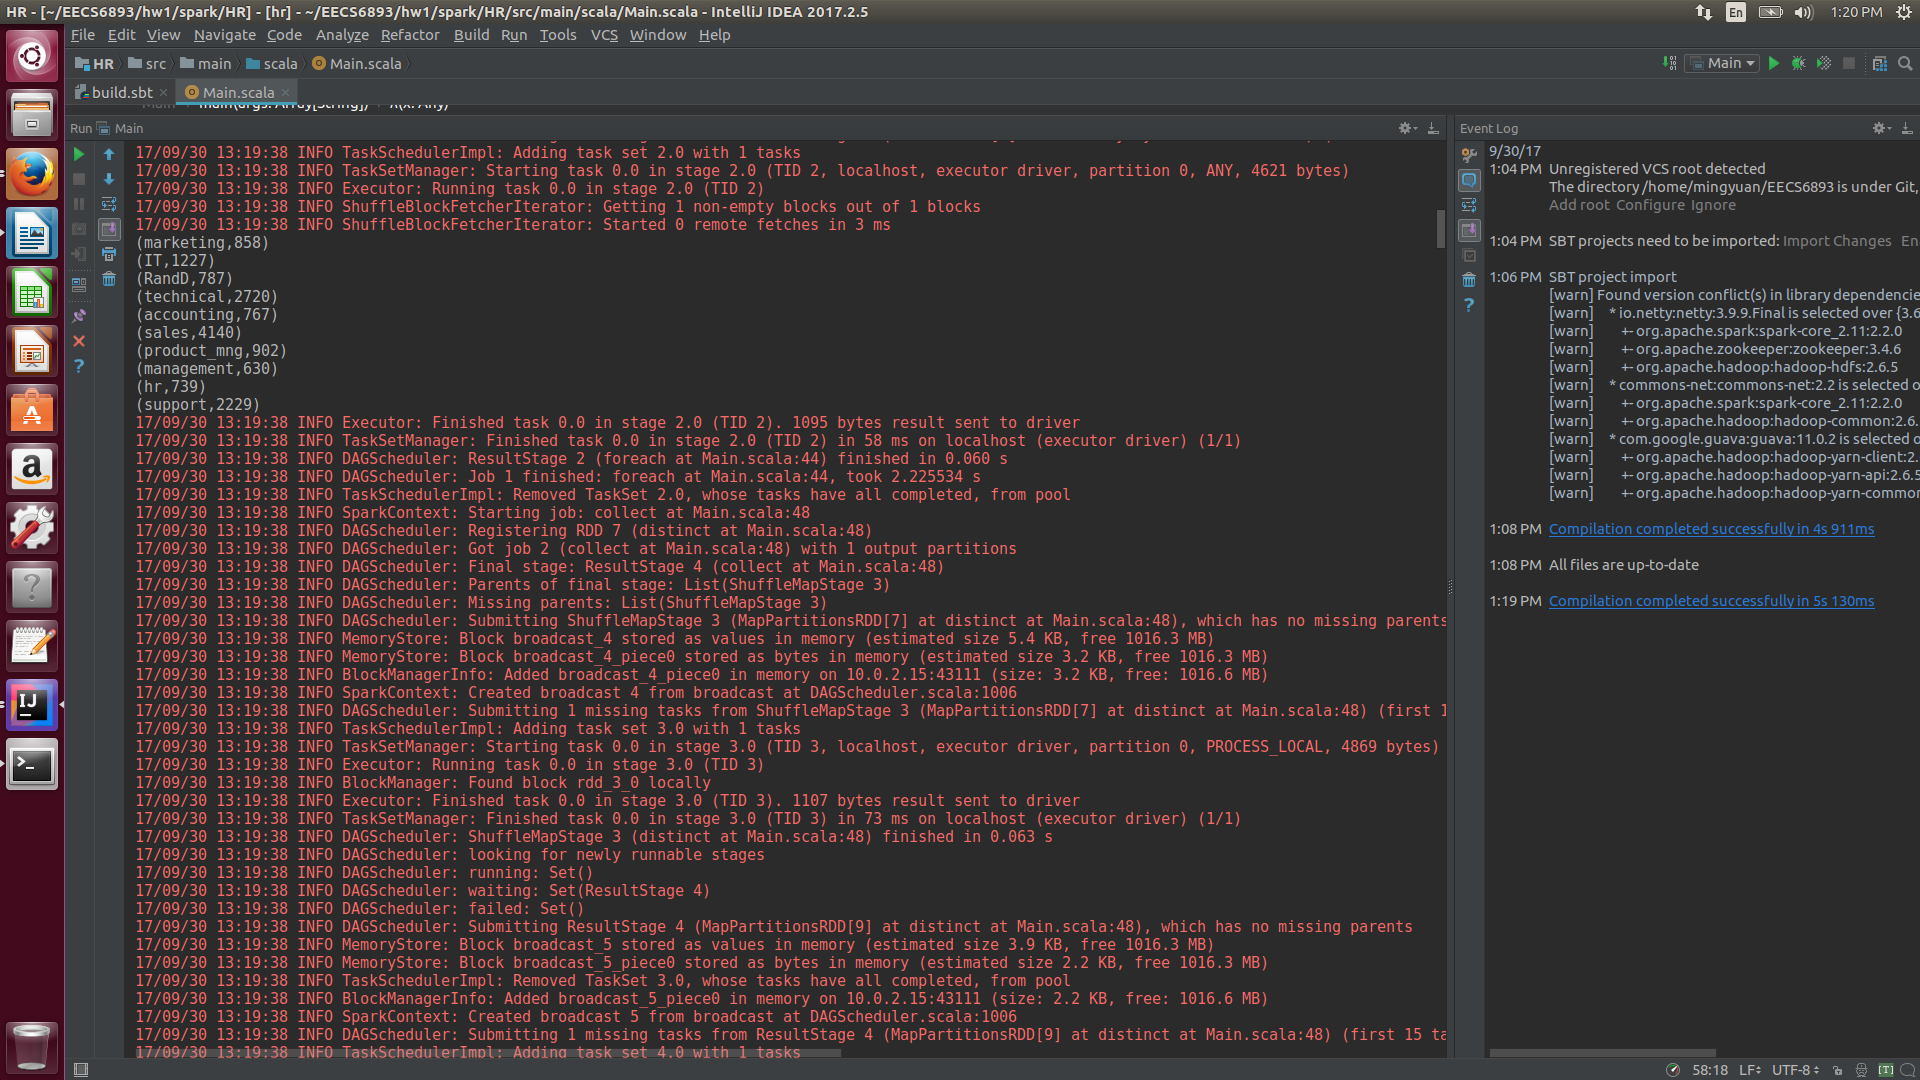 HR - [~/EECS6893/hw1/spark/HR] - [hr] - ~/EECS6893/hw1/spark/HR/src/main/scala/Main.scala - IntelliJ IDEA 2017.2.5
En 1:20 PM
File Edit View Navigate Code Analyze Refactor Build Run Tools VCS Window Help
HR src main scala Main.scala
Main
build.sbt Main.scala
Run Main
17/09/30 13:19:38 INFO TaskSchedulerImpl: Adding task set 2.0 with 1 tasks
17/09/30 13:19:38 INFO TaskSetManager: Starting task 0.0 in stage 2.0 (TID 2, localhost, executor driver, partition 0, ANY, 4621 bytes)
17/09/30 13:19:38 INFO Executor: Running task 0.0 in stage 2.0 (TID 2)
17/09/30 13:19:38 INFO ShuffleBlockFetcherIterator: Getting 1 non-empty blocks out of 1 blocks
17/09/30 13:19:38 INFO ShuffleBlockFetcherIterator: Started 0 remote fetches in 3 ms
(marketing,858)
(IT,1227)
(RandD,787)
(technical,2720)
(accounting,767)
(sales,4140)
(product_mng,902)
(management,630)
(hr,739)
(support,2229)
17/09/30 13:19:38 INFO Executor: Finished task 0.0 in stage 2.0 (TID 2). 1095 bytes result sent to driver
17/09/30 13:19:38 INFO TaskSetManager: Finished task 0.0 in stage 2.0 (TID 2) in 58 ms on localhost (executor driver) (1/1)
17/09/30 13:19:38 INFO DAGScheduler: ResultStage 2 (foreach at Main.scala:44) finished in 0.060 s
17/09/30 13:19:38 INFO DAGScheduler: Job 1 finished: foreach at Main.scala:44, took 2.225534 s
17/09/30 13:19:38 INFO TaskSchedulerImpl: Removed TaskSet 2.0, whose tasks have all completed, from pool
17/09/30 13:19:38 INFO SparkContext: Starting job: collect at Main.scala:48
17/09/30 13:19:38 INFO DAGScheduler: Registering RDD 7 (distinct at Main.scala:48)
17/09/30 13:19:38 INFO DAGScheduler: Got job 2 (collect at Main.scala:48) with 1 output partitions
17/09/30 13:19:38 INFO DAGScheduler: Final stage: ResultStage 4 (collect at Main.scala:48)
17/09/30 13:19:38 INFO DAGScheduler: Parents of final stage: List(ShuffleMapStage 3)
17/09/30 13:19:38 INFO DAGScheduler: Missing parents: List(ShuffleMapStage 3)
17/09/30 13:19:38 INFO DAGScheduler: Submitting ShuffleMapStage 3 (MapPartitionsRDD[7] at distinct at Main.scala:48), which has no missing parents
17/09/30 13:19:38 INFO MemoryStore: Block broadcast_4 stored as values in memory (estimated size 5.4 KB, free 1016.3 MB)
17/09/30 13:19:38 INFO MemoryStore: Block broadcast_4_piece0 stored as bytes in memory (estimated size 3.2 KB, free 1016.3 MB)
17/09/30 13:19:38 INFO BlockManagerInfo: Added broadcast_4_piece0 in memory on 10.0.2.15:43111 (size: 3.2 KB, free: 1016.6 MB)
17/09/30 13:19:38 INFO SparkContext: Created broadcast 4 from broadcast at DAGScheduler.scala:1006
17/09/30 13:19:38 INFO DAGScheduler: Submitting 1 missing tasks from ShuffleMapStage 3 (MapPartitionsRDD[7] at distinct at Main.scala:48) (first 1
17/09/30 13:19:38 INFO TaskSchedulerImpl: Adding task set 3.0 with 1 tasks
17/09/30 13:19:38 INFO TaskSetManager: Starting task 0.0 in stage 3.0 (TID 3, localhost, executor driver, partition 0, PROCESS_LOCAL, 4869 bytes)
17/09/30 13:19:38 INFO Executor: Running task 0.0 in stage 3.0 (TID 3)
17/09/30 13:19:38 INFO BlockManager: Found block rdd_3_0 locally
17/09/30 13:19:38 INFO Executor: Finished task 0.0 in stage 3.0 (TID 3). 1107 bytes result sent to driver
17/09/30 13:19:38 INFO TaskSetManager: Finished task 0.0 in stage 3.0 (TID 3) in 73 ms on localhost (executor driver) (1/1)
17/09/30 13:19:38 INFO DAGScheduler: ShuffleMapStage 3 (distinct at Main.scala:48) finished in 0.063 s
17/09/30 13:19:38 INFO DAGScheduler: looking for newly runnable stages
17/09/30 13:19:38 INFO DAGScheduler: running: Set()
17/09/30 13:19:38 INFO DAGScheduler: waiting: Set(ResultStage 4)
17/09/30 13:19:38 INFO DAGScheduler: failed: Set()
17/09/30 13:19:38 INFO DAGScheduler: Submitting ResultStage 4 (MapPartitionsRDD[9] at distinct at Main.scala:48), which has no missing parents
17/09/30 13:19:38 INFO MemoryStore: Block broadcast_5 stored as values in memory (estimated size 3.9 KB, free 1016.3 MB)
17/09/30 13:19:38 INFO MemoryStore: Block broadcast_5_piece0 stored as bytes in memory (estimated size 2.2 KB, free 1016.3 MB)
17/09/30 13:19:38 INFO TaskSchedulerImpl: Removed TaskSet 3.0, whose tasks have all completed, from pool
17/09/30 13:19:38 INFO BlockManagerInfo: Added broadcast_5_piece0 in memory on 10.0.2.15:43111 (size: 2.2 KB, free: 1016.6 MB)
17/09/30 13:19:38 INFO SparkContext: Created broadcast 5 from broadcast at DAGScheduler.scala:1006
17/09/30 13:19:38 INFO DAGScheduler: Submitting 1 missing tasks from ResultStage 4 (MapPartitionsRDD[9] at distinct at Main.scala:48) (first 15 ta
17/09/30 13:19:38 INFO TaskSchedulerImpl: Adding task set 4.0 with 1 tasks
Event Log
9/30/17
1:04 PM Unregistered VCS root detected
The directory /home/mingyuan/EECS6893 is under Git,
Add root Configure Ignore
1:04 PM SBT projects need to be imported: Import Changes En
1:06 PM SBT project import
[warn] Found version conflict(s) in library dependencie
[warn] * io.netty:netty:3.9.9.Final is selected over {3.6
[warn] +- org.apache.spark:spark-core_2.11:2.2.0
[warn] +- org.apache.zookeeper:zookeeper:3.4.6
[warn] +- org.apache.hadoop:hadoop-hdfs:2.6.5
[warn] * commons-net:commons-net:2.2 is selected o
[warn] +- org.apache.spark:spark-core_2.11:2.2.0
[warn] +- org.apache.hadoop:hadoop-common:2.6.
[warn] * com.google.guava:guava:11.0.2 is selected o
[warn] +- org.apache.hadoop:hadoop-yarn-client:2.
[warn] +- org.apache.hadoop:hadoop-yarn-api:2.6.5
[warn] +- org.apache.hadoop:hadoop-yarn-common
1:08 PM Compilation completed successfully in 4s 911ms
1:08 PM All files are up-to-date
1:19 PM Compilation completed successfully in 5s 130ms
58:18 LF UTF-8